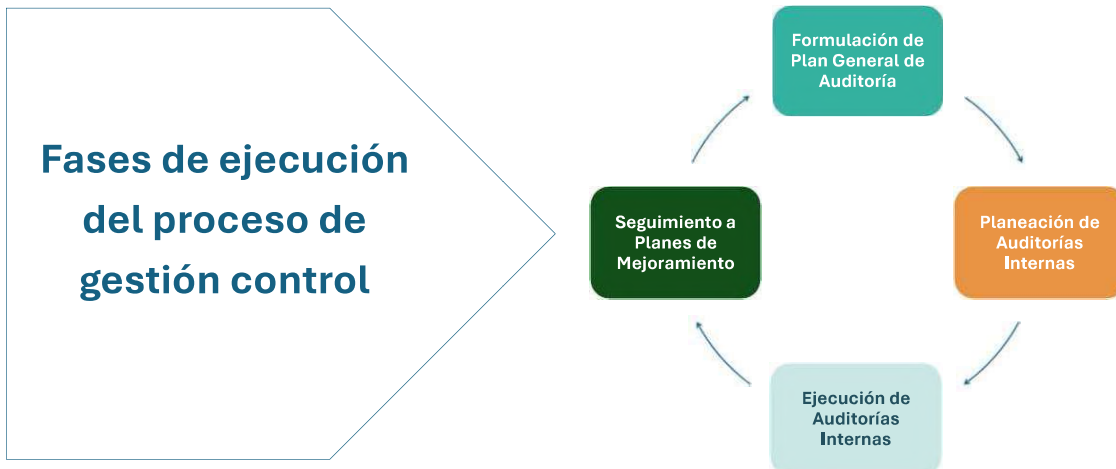 Fases de ejecución
del proceso de
gestión control
Formulación de
Plan General de
Auditoría
Planeación de
Auditorías
Internas
Ejecución de
Auditorías
Internas
Seguimiento a
Planes de
Mejoramiento